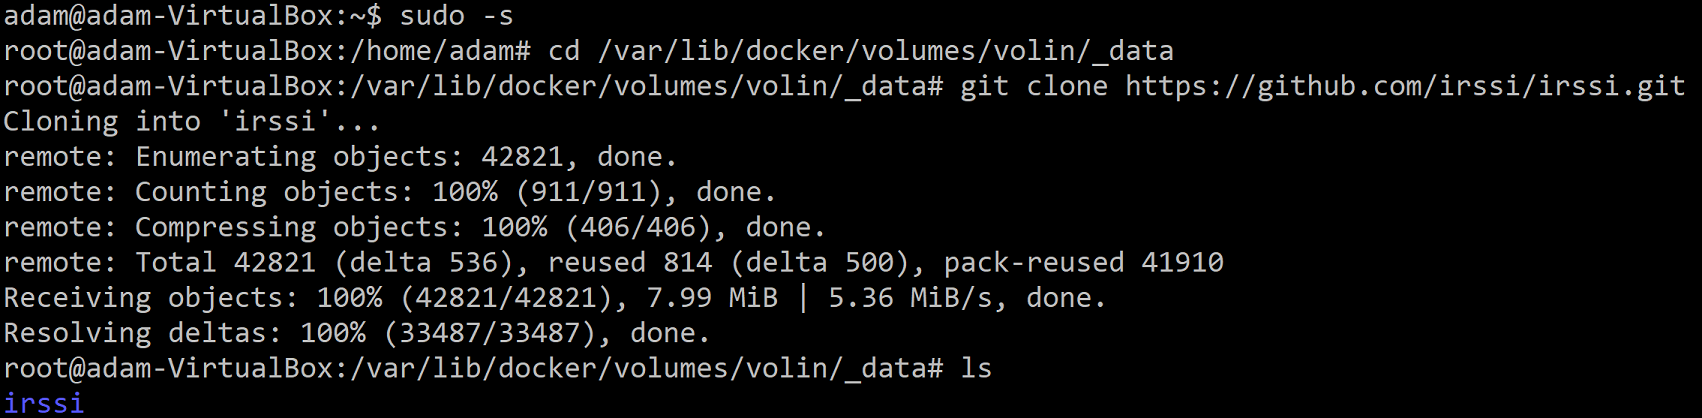 adam@adam-VirtualBox:~$ sudo -s
root@adam-VirtualBox:/home/adam# cd /var/lib/docker/volumes/volin/_data
root@adam-VirtualBox:/var/lib/docker/volumes/volin/_data# git clone https://github.com/irssi/irssi.git
Cloning into 'irssi'...
remote: Enumerating objects: 42821, done.
remote: Counting objects: 100% (911/911), done.
remote: Compressing objects: 100% (406/406), done.
remote: Total 42821 (delta 536), reused 814 (delta 500), pack-reused 41910
Receiving objects: 100% (42821/42821), 7.99 MiB | 5.36 MiB/s, done.
Resolving deltas: 100% (33487/33487), done.
root@adam-VirtualBox:/var/lib/docker/volumes/volin/_data# ls
irssi